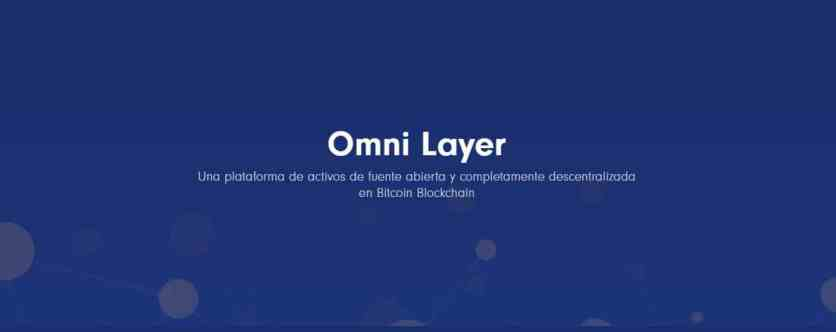 Omni Layer
Una plataforma de activos de fuente abierta y completamente descentralizada
en Bitcoin Blockchain